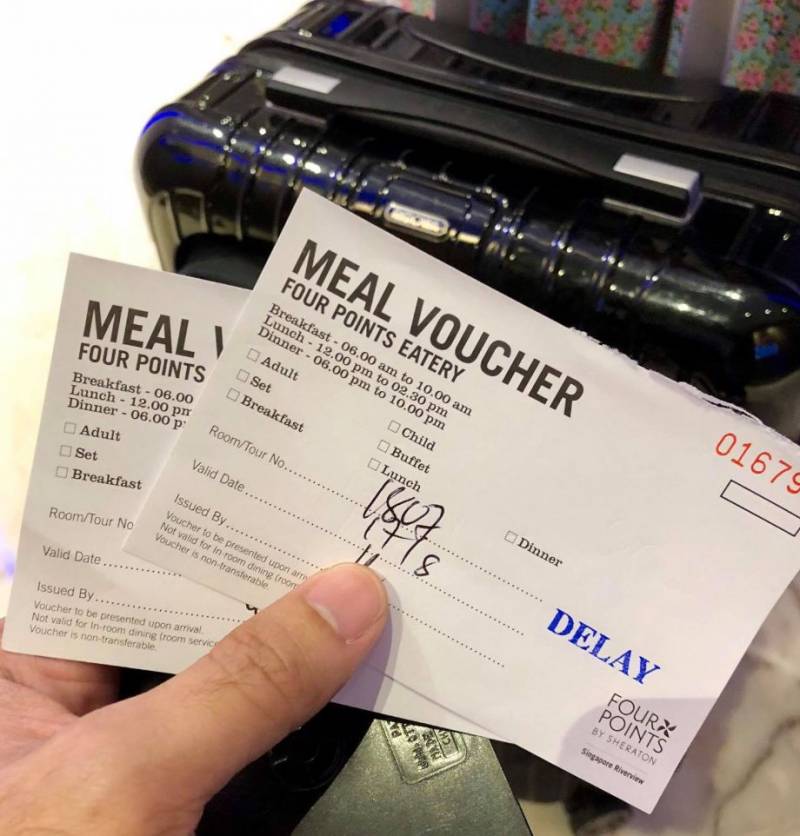 MEAL
FOUR POINTS
Breakfast - 06.00
Lunch - 12.00 pm
Dinner - 06.00 p
☐ Adult
☐ Set
☐ Breakfast
Room/Tour No
Valid Date
Issued By
Voucher to be presented upon arrival.
Not valid for In-room dining (room service
Voucher is non-transferable.
MEAL VOUCHER
FOUR POINTS EATERY
Breakfast - 06.00 am to 10.00 am
Lunch - 12.00 pm to 02.30 pm
Dinner - 06.00 pm to 10.00 pm
☐ Adult ☐ Child
☐ Set ☐ Buffet
☐ Breakfast ☐ Lunch ☐ Dinner
Room/Tour No. 1807
Valid Date
Issued By
Voucher to be presented upon arri
Not valid for In room dining (room
Voucher is non-transferable.
01679
DELAY
FOUR
POINTS
BY SHERATON
Singapore Riverview